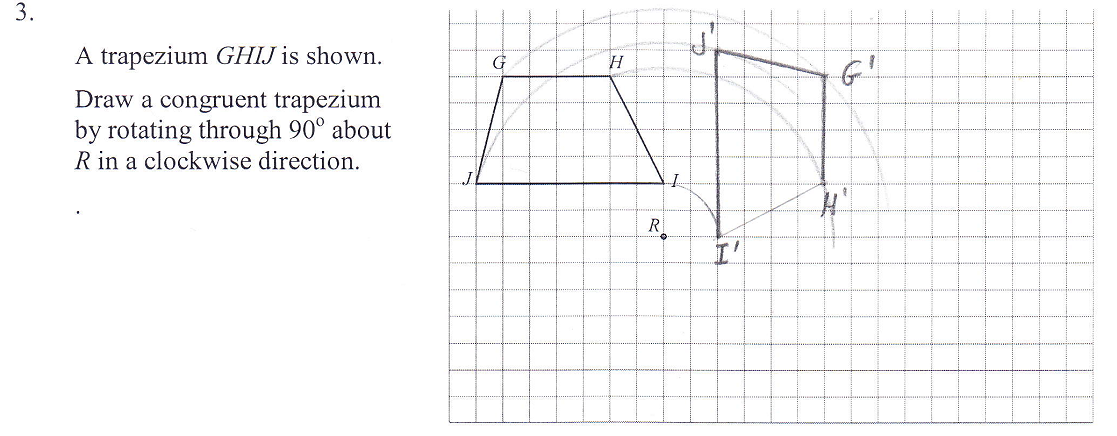 3.
A trapezium GHIJ is shown.
Draw a congruent trapezium
by rotating through 90° about
R in a clockwise direction.
.
J'
G
H
G'
J
I
H'
R
I'